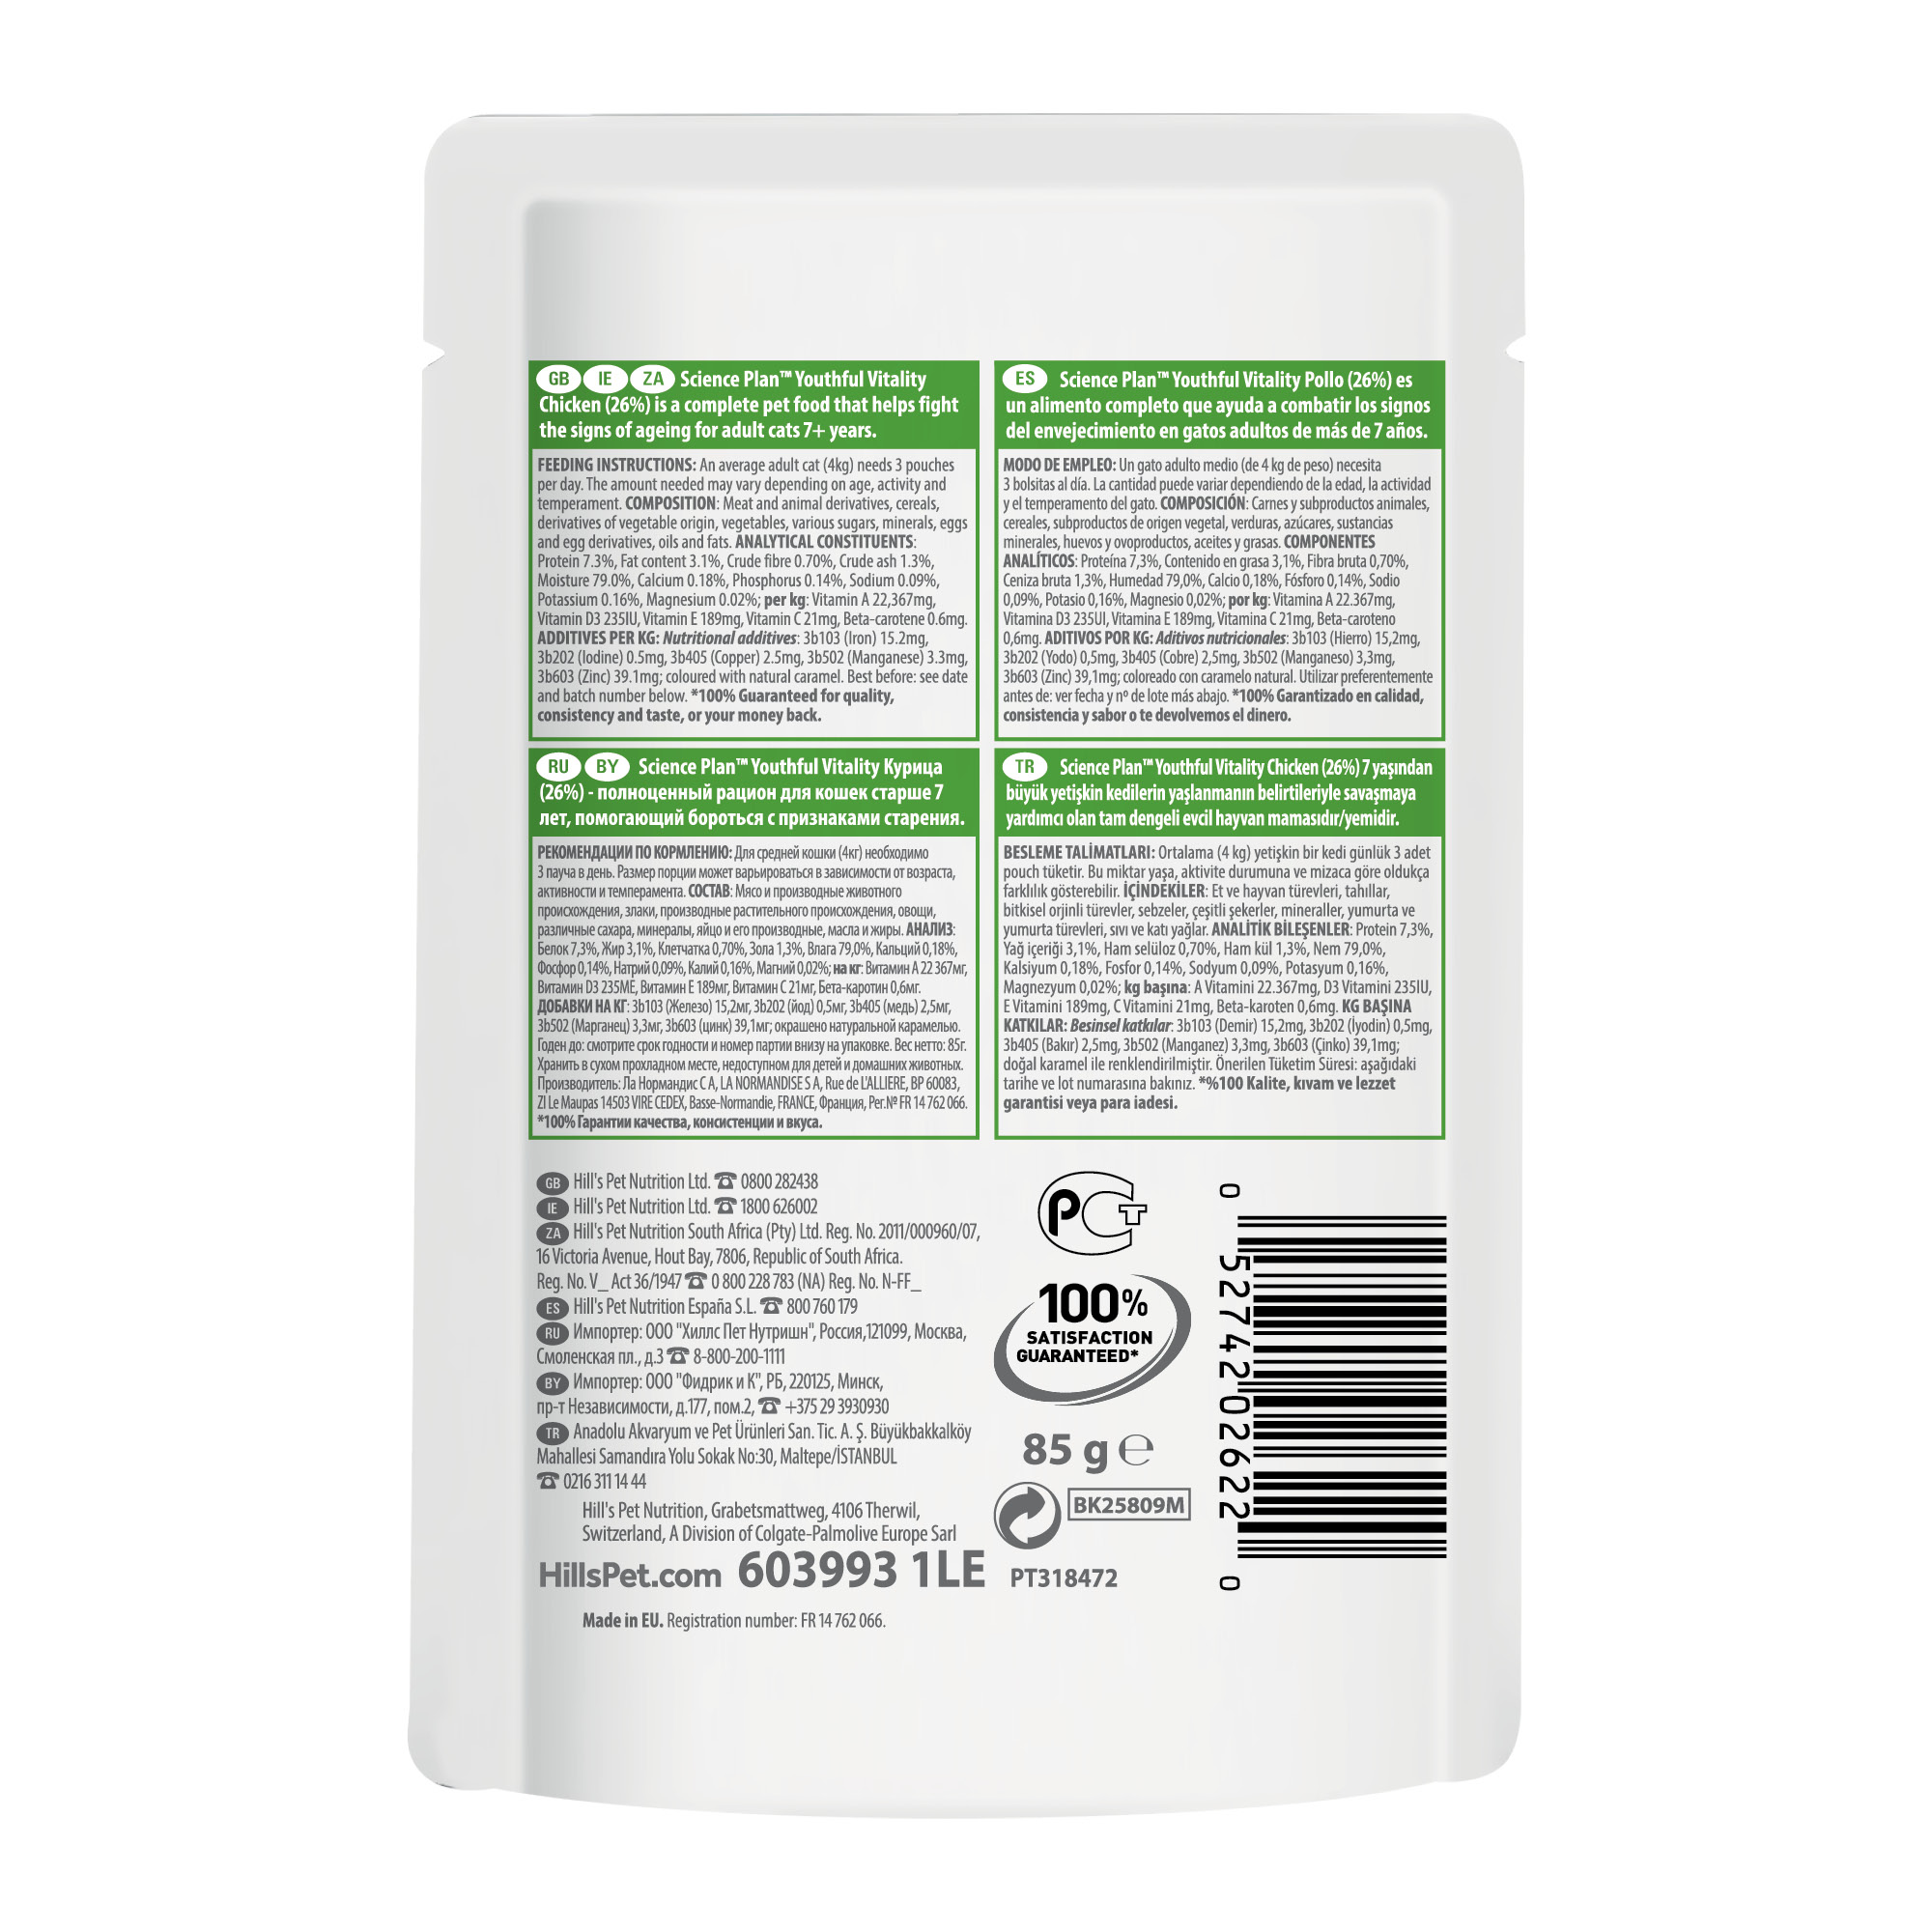 GB IE ZA Science Plan™ Youthful Vitality
Chicken (26%) is a complete pet food that helps fight
the signs of ageing for adult cats 7+ years.
FEEDING INSTRUCTIONS: An average adult cat (4kg) needs 3 pouches
per day. The amount needed may vary depending on age, activity and
temperament. COMPOSITION: Meat and animal derivatives, cereals,
derivatives of vegetable origin, vegetables, various sugars, minerals, eggs
and egg derivatives, oils and fats. ANALYTICAL CONSTITUENTS:
Protein 7.3%, Fat content 3.1%, Crude fibre 0.70%, Crude ash 1.3%,
Moisture 79.0%, Calcium 0.18%, Phosphorus 0.14%, Sodium 0.09%,
Potassium 0.16%, Magnesium 0.02%; per kg: Vitamin A 22,367mg,
Vitamin D3 235IU, Vitamin E 189mg, Vitamin C 21mg, Beta-carotene 0.6mg.
ADDITIVES PER KG: Nutritional additives: 3b103 (Iron) 15.2mg,
3b202 (Iodine) 0.5mg, 3b405 (Copper) 2.5mg, 3b502 (Manganese) 3.3mg,
3b603 (Zinc) 39.1mg; coloured with natural caramel. Best before: see date
and batch number below. *100% Guaranteed for quality,
consistency and taste, or your money back.
ES Science Plan™ Youthful Vitality Pollo (26%) es
un alimento completo que ayuda a combatir los signos
del envejecimiento en gatos adultos de más de 7 años.
MODO DE EMPLEO: Un gato adulto medio (de 4 kg de peso) necesita
3 bolsitas al día. La cantidad puede variar dependiendo de la edad, la actividad
y el temperamento del gato. COMPOSICIÓN: Carnes y subproductos animales,
cereales, subproductos de origen vegetal, verduras, azúcares, sustancias
minerales, huevos y ovoproductos, aceites y grasas. COMPONENTES
ANALÍTICOS: Proteína 7,3%, Contenido en grasa 3,1%, Fibra bruta 0,70%,
Ceniza bruta 1,3%, Humedad 79,0%, Calcio 0,18%, Fósforo 0,14%, Sodio
0,09%, Potasio 0,16%, Magnesio 0,02%; por kg: Vitamina A 22.367mg,
Vitamina D3 235UI, Vitamina E 189mg, Vitamina C 21mg, Beta-caroteno
0,6mg. ADITIVOS POR KG: Aditivos nutricionales: 3b103 (Hierro) 15,2mg,
3b202 (Yodo) 0,5mg, 3b405 (Cobre) 2,5mg, 3b502 (Manganeso) 3,3mg,
3b603 (Zinc) 39,1mg; coloreado con caramelo natural. Utilizar preferentemente
antes de: ver fecha y nº de lote más abajo. *100% Garantizado en calidad,
consistencia y sabor o te devolvemos el dinero.
RU BY Science Plan™ Youthful Vitality Курица
(26%) - полноценный рацион для кошек старше 7
лет, помогающий бороться с признаками старения.
РЕКОМЕНДАЦИИ ПО КОРМЛЕНИЮ: Для средней кошки (4кг) необходимо
3 пауча в день. Размер порции может варьироваться в зависимости от возраста,
активности и темперамента. СОСТАВ: Мясо и производные животного
происхождения, злаки, производные растительного происхождения, овощи,
различные сахара, минералы, яйцо и его производные, масла и жиры. АНАЛИЗ:
Белок 7,3%, Жир 3,1%, Клетчатка 0,70%, Зола 1,3%, Влага 79,0%, Кальций 0,18%,
Фосфор 0,14%, Натрий 0,09%, Калий 0,16%, Магний 0,02%; на кг: Витамин А 22 367мг,
Витамин D3 235МЕ, Витамин Е 189мг, Витамин С 21мг, Бета-каротин 0,6мг.
ДОБАВКИ НА КГ: 3b103 (Железо) 15,2мг, 3b202 (йод) 0,5мг, 3b405 (медь) 2,5мг,
3b502 (Марганец) 3,3мг, 3b603 (цинк) 39,1мг; окрашено натуральной карамелью.
Годен до: смотрите срок годности и номер партии внизу на упаковке. Вес нетто: 85г.
Хранить в сухом прохладном месте, недоступном для детей и домашних животных.
Производитель: Ла Нормандис С А, LA NORMANDISE S A, Rue de L'ALLIERE, BP 60083,
ZI Le Maupas 14503 VIRE CEDEX, Basse-Normandie, FRANCE, Франция, Рег.№ FR 14 762 066.
*100% Гарантии качества, консистенции и вкуса.
TR Science Plan™ Youthful Vitality Chicken (26%) 7 yaşından
büyük yetişkin kedilerin yaşlanmanın belirtileriyle savaşmaya
yardımcı olan tam dengeli evcil hayvan mamasıdır/yemidir.
BESLEME TALİMATLARI: Ortalama (4 kg) yetişkin bir kedi günlük 3 adet
pouch tüketir. Bu miktar yaşa, aktivite durumuna ve mizaca göre oldukça
farklılık gösterebilir. İÇİNDEKİLER: Et ve hayvan türevleri, tahıllar,
bitkisel orjinli türevler, sebzeler, çeşitli şekerler, mineraller, yumurta ve
yumurta türevleri, sıvı ve katı yağlar. ANALİTİK BİLEŞENLER: Protein 7,3%,
Yağ içeriği 3,1%, Ham selüloz 0,70%, Ham kül 1,3%, Nem 79,0%,
Kalsiyum 0,18%, Fosfor 0,14%, Sodyum 0,09%, Potasyum 0,16%,
Magnezyum 0,02%; kg başına: A Vitamini 22.367mg, D3 Vitamini 235IU,
E Vitamini 189mg, C Vitamini 21mg, Beta-karoten 0,6mg. KG BAŞINA
KATKILAR: Besinsel katkılar: 3b103 (Demir) 15,2mg, 3b202 (İyodin) 0,5mg,
3b405 (Bakır) 2,5mg, 3b502 (Manganez) 3,3mg, 3b603 (Çinko) 39,1mg;
doğal karamel ile renklendirilmiştir. Önerilen Tüketim Süresi: aşağıdaki
tarihe ve lot numarasına bakınız. *%100 Kalite, kıvam ve lezzet
garantisi veya para iadesi.
GB Hill's Pet Nutrition Ltd. ☎ 0800 282438
IE Hill's Pet Nutrition Ltd. ☎ 1800 626002
ZA Hill's Pet Nutrition South Africa (Pty) Ltd. Reg. No. 2011/000960/07,
16 Victoria Avenue, Hout Bay, 7806, Republic of South Africa.
Reg. No. V_ Act 36/1947 ☎ 0 800 228 783 (NA) Reg. No. N-FF_
ES Hill's Pet Nutrition España S.L. ☎ 800 760 179
RU Импортер: ООО "Хиллс Пет Нутришн", Россия,121099, Москва,
Смоленская пл., д.3 ☎ 8-800-200-1111
BY Импортер: ООО "Фидрик и К", РБ, 220125, Минск,
пр-т Независимости, д.177, пом.2, ☎ +375 29 3930930
TR Anadolu Akvaryum ve Pet Ürünleri San. Tic. A. Ş. Büyükbakkalköy
Mahallesi Samandıra Yolu Sokak No:30, Maltepe/İSTANBUL
☎ 0216 311 14 44
Hill's Pet Nutrition, Grabetsmattweg, 4106 Therwil,
Switzerland, A Division of Colgate-Palmolive Europe Sarl
HillsPet.com 603993 1LE PT318472
Made in EU. Registration number: FR 14 762 066.
РСТ
100%
SATISFACTION
GUARANTEED*
85 g ℮
BK25809M
0 52742 02622 0